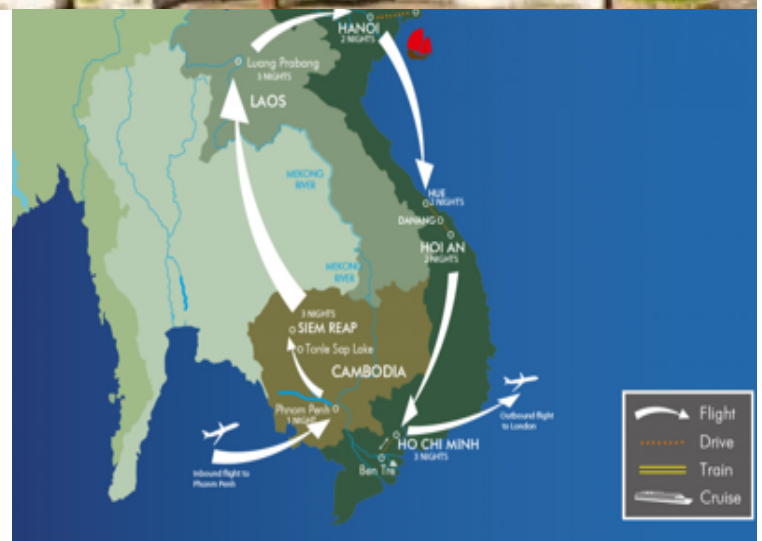 HANOI
2 NIGHTS
Luang Prabang
3 NIGHTS
LAOS
MEKONG
RIVER
HUE
2 NIGHTS
DANANG
HOI AN
2 NIGHTS
MEKONG
RIVER
3 NIGHTS
SIEM REAP
Tonle Sap Lake
CAMBODIA
Phnom Penh
1 NIGHT
Outbound flight
to London
HO CHI MINH
3 NIGHTS
Ben Tre
Inbound flight to
Phonm Penh
Flight
Drive
Train
Cruise